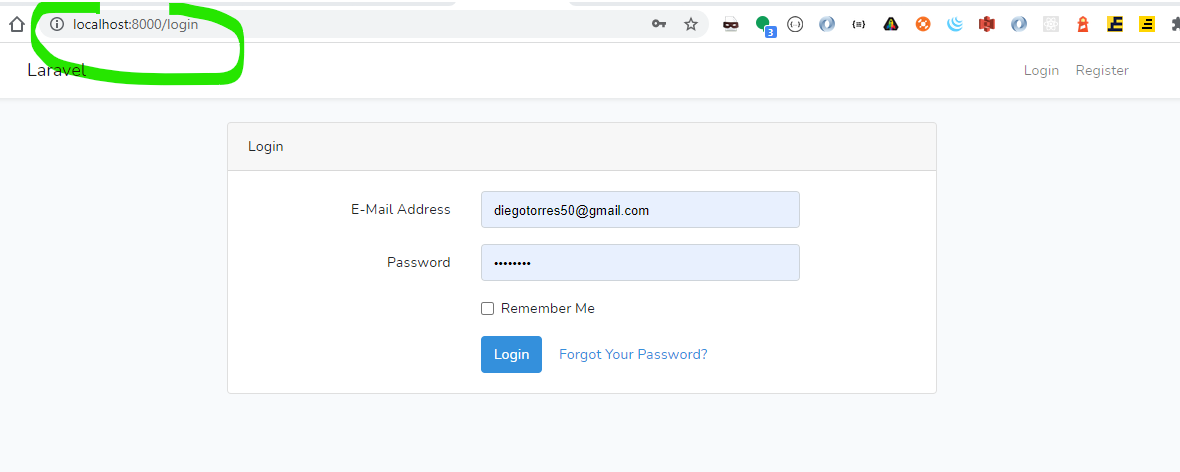 localhost:8000/login
3
Laravel
Login Register
Login
E-Mail Address diegotorres50@gmail.com
Password ••••••••
Remember Me
Login Forgot Your Password?